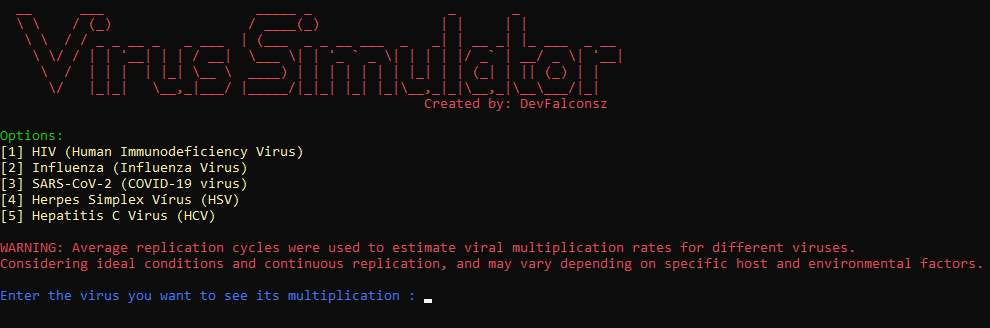 Virus Simulator
Created by: DevFalconsz
Options:
[1] HIV (Human Immunodeficiency Virus)
[2] Influenza (Influenza Virus)
[3] SARS-CoV-2 (COVID-19 virus)
[4] Herpes Simplex Vírus (HSV)
[5] Hepatitis C Virus (HCV)
WARNING: Average replication cycles were used to estimate viral multiplication rates for different viruses.
Considering ideal conditions and continuous replication, and may vary depending on specific host and environmental factors.
Enter the virus you want to see its multiplication :